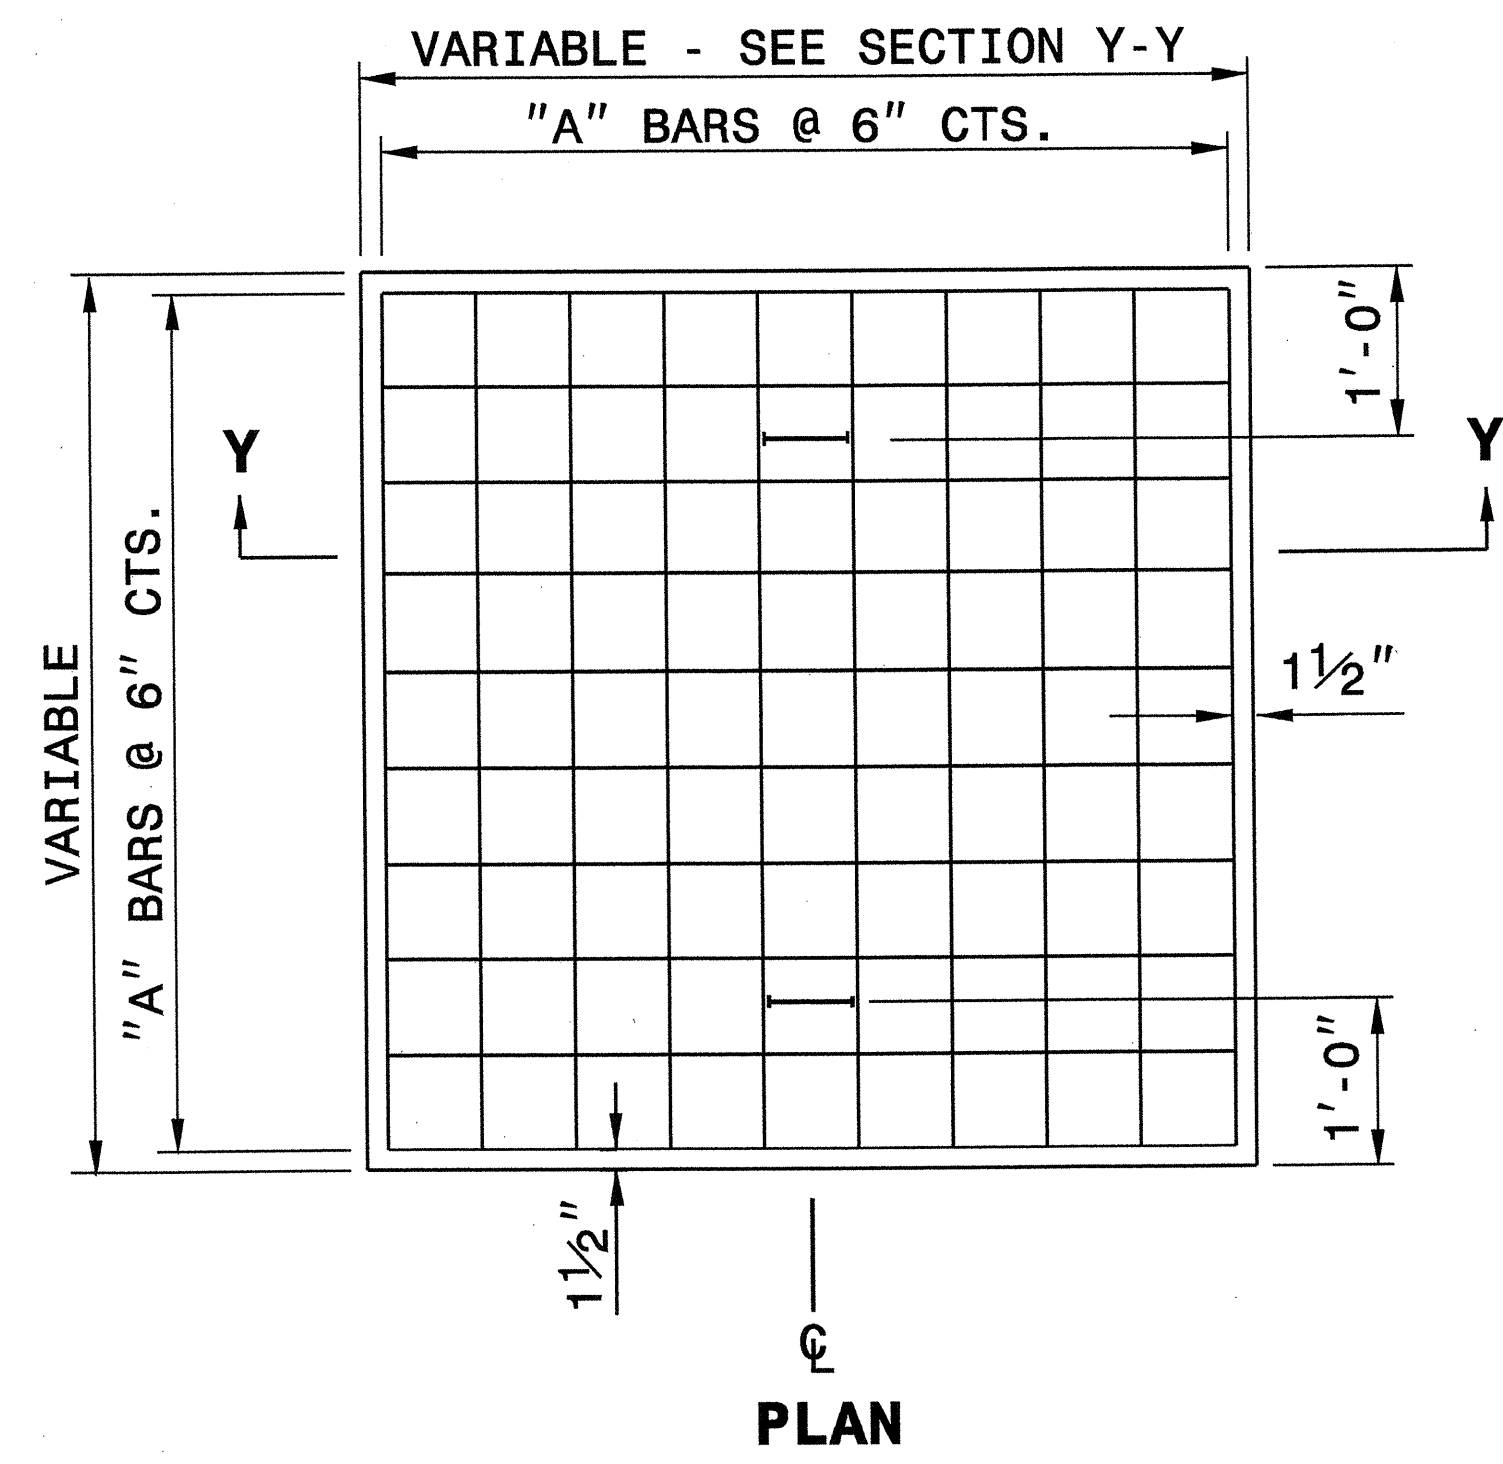 VARIABLE - SEE SECTION Y-Y
"A" BARS @ 6" CTS.
1'-0"
Y
Y
VARIABLE
"A" BARS @ 6" CTS.
1½"
1'-0"
1½"
℄
PLAN